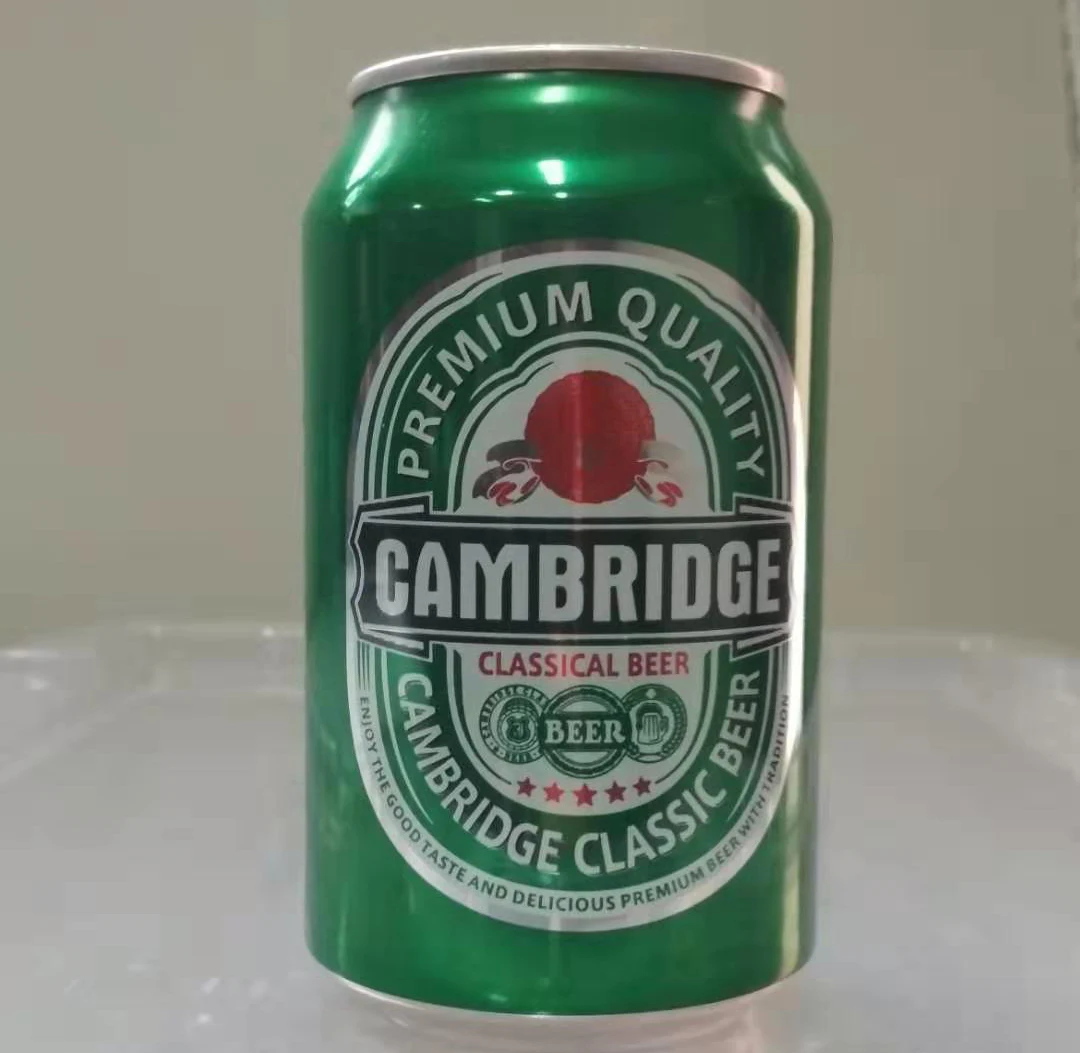 PREMIUM QUALITY
CAMBRIDGE
CLASSICAL BEER
BEER
CAMBRIDGE CLASSIC BEER
ENJOY THE GOOD TASTE AND DELICIOUS PREMIUM BEER WITH TRADITION